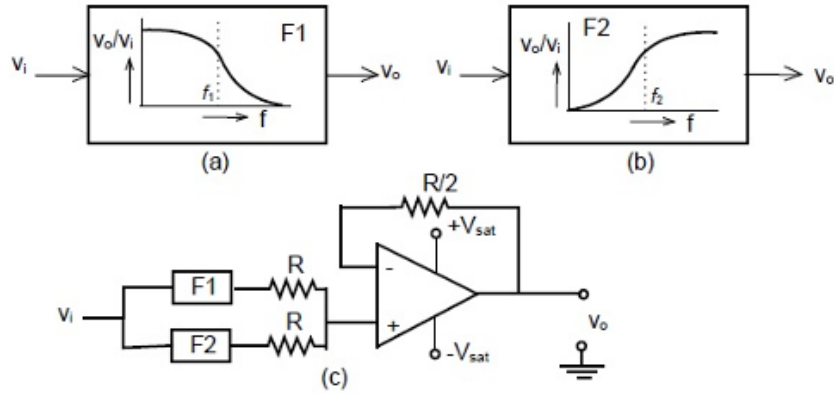 F1
vₒ/vᵢ
vᵢ
vₒ
f₁
f
(a)
F2
vₒ/vᵢ
vᵢ
vₒ
f₂
f
(b)
R/2
+Vsat
F1
R
-
vᵢ
F2
R
+
vₒ
-Vsat
(c)